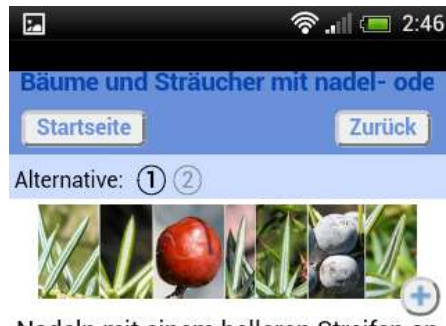 2:46
Bäume und Sträucher mit nadel- ode
Startseite Zurück
Alternative: 1 2
Nadeln mit einem helleren Streifen an